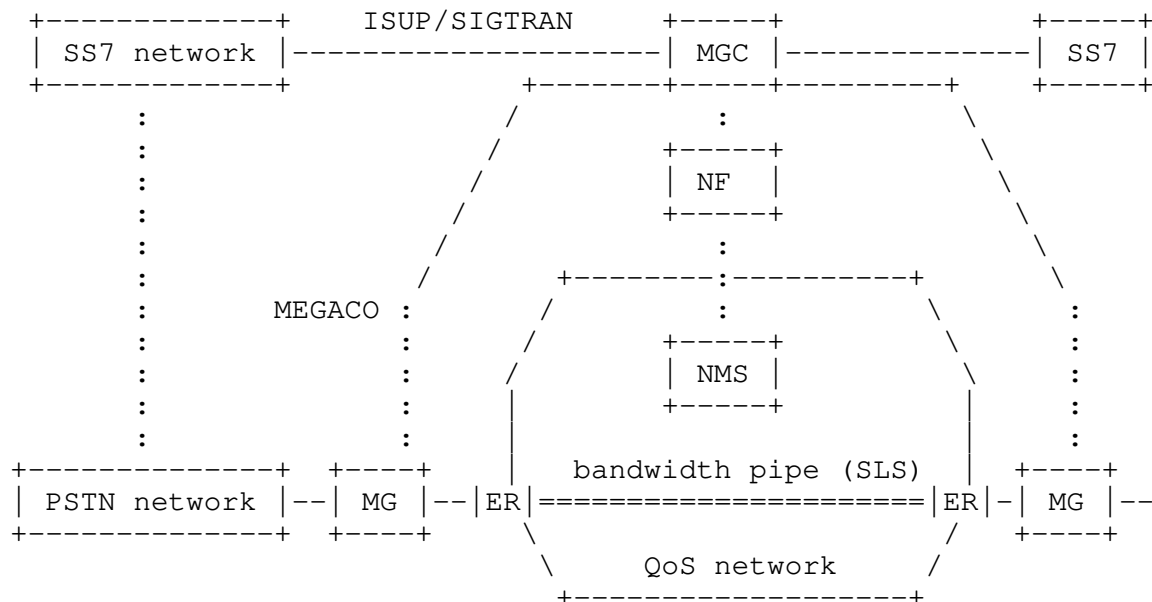 ISUP/SIGTRAN
SS7 network MGC SS7
NF
MEGACO
NMS
bandwidth pipe (SLS)
PSTN network MG ER ER MG
QoS network